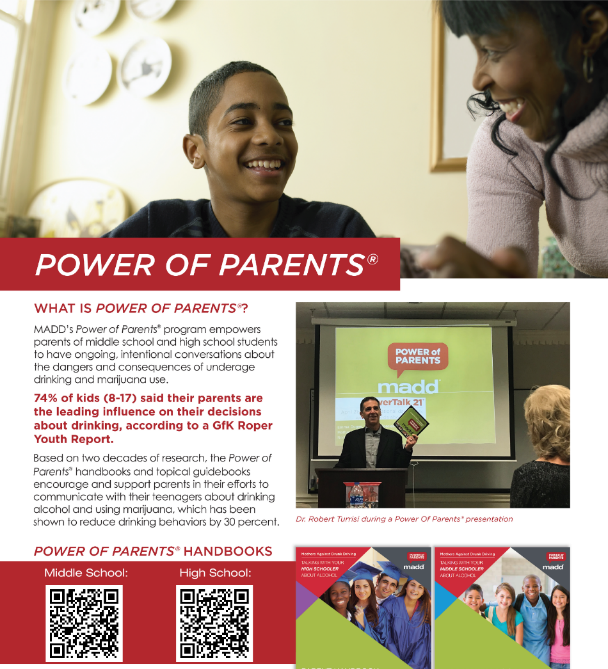 POWER OF PARENTS®
WHAT IS POWER OF PARENTS®?
MADD's Power of Parents® program empowers
parents of middle school and high school students
to have ongoing, intentional conversations about
the dangers and consequences of underage
drinking and marijuana use.
74% of kids (8-17) said their parents are
the leading influence on their decisions
about drinking, according to a GfK Roper
Youth Report.
Based on two decades of research, the Power of
Parents® handbooks and topical guidebooks
encourage and support parents in their efforts to
communicate with their teenagers about drinking
alcohol and using marijuana, which has been
shown to reduce drinking behaviors by 30 percent.
POWER of
PARENTS
madd
verTalk 21
Dr. Robert Turrisi during a Power Of Parents® presentation
POWER OF PARENTS® HANDBOOKS
Middle School:
High School:
Mothers Against Drunk Driving
TALKING WITH YOUR
HIGH SCHOOLER
ABOUT ALCOHOL
POWER of
PARENTS
madd
Mothers Against Drunk Driving
TALKING WITH YOUR
MIDDLE SCHOOLER
ABOUT ALCOHOL
POWER of
PARENTS
madd